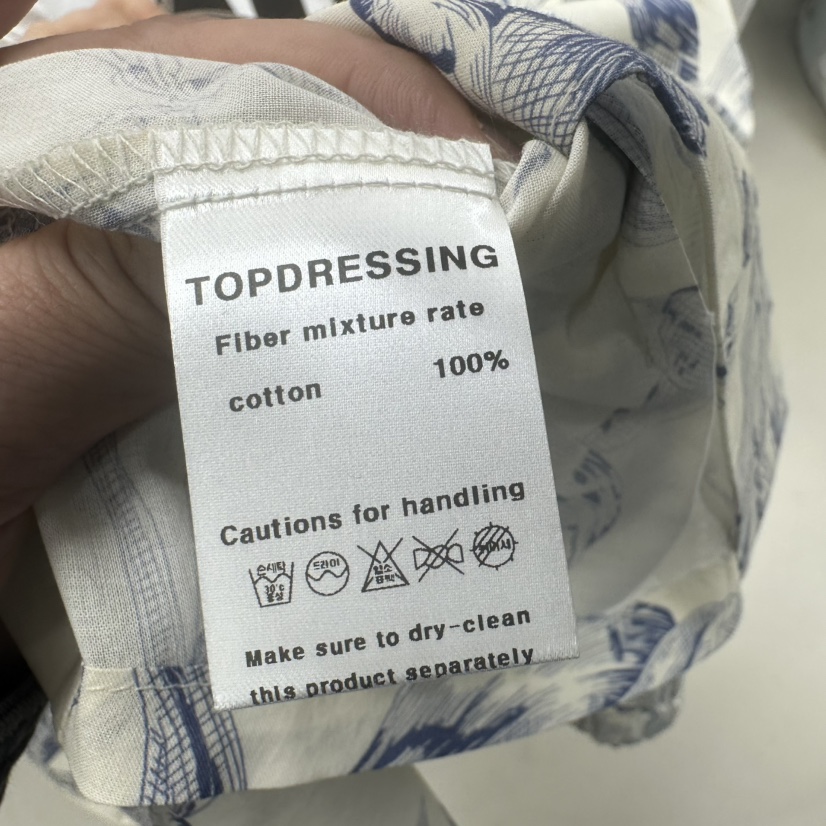 TOPDRESSING
Fiber mixture rate
cotton 100%
Cautions for handling
손세탁 30°C 중성 드라이 염소 표백
Make sure to dry-clean
this product separately